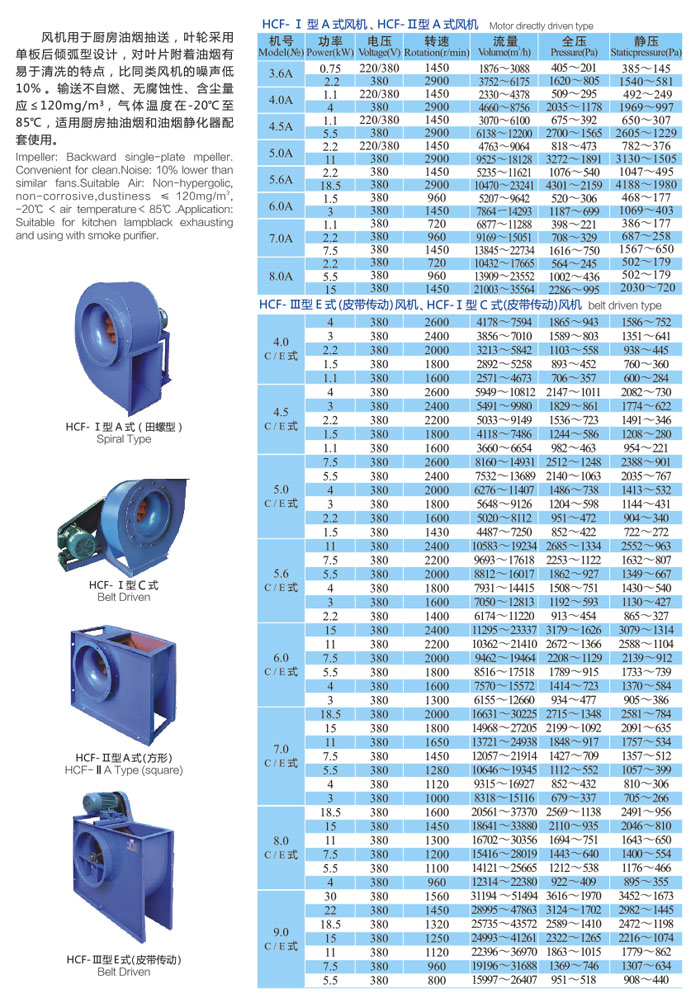 风机用于厨房油烟抽送，叶轮采用
单板后倾弧型设计，对叶片附着油烟有
易于清洗的特点，比同类风机的噪声低
10%。输送不自燃、无腐蚀性、含尘量
应≤120mg/m³，气体温度在-20℃至
85℃，适用厨房抽油烟和油烟静化器配
套使用。
Impeller: Backward single-plate mpeller.
Convenient for clean.Noise: 10% lower than
similar fans.Suitable Air: Non-hypergolic,
non-corrosive,dustiness ≤ 120mg/m³,
-20℃ < air temperature < 85℃ .Application:
Suitable for kitchen lampblack exhausting
and using with smoke purifier.
HCF-Ⅰ型A式（田螺型）
Spiral Type
HCF-Ⅰ型C式
Belt Driven
HCF-Ⅱ型A式(方形)
HCF-ⅡA Type (square)
HCF-Ⅲ型E式(皮带传动)
Belt Driven
HCF-Ⅰ型A式风机、HCF-Ⅱ型A式风机 Motor directly driven type
机号 功率 电压 转速 流量 全压 静压
Model(№) Power(kW) Voltage(V) Rotation(r/min) Volume(m³/h) Pressure(Pa) Staticpressure(Pa)
3.6A 0.75 220/380 1450 1876～3088 405～201 385～145
2.2 380 2900 3752～6175 1620～805 1540～581
4.0A 1.1 220/380 1450 2330～4378 509～295 492～249
4 380 2900 4660～8756 2035～1178 1969～997
4.5A 1.1 220/380 1450 3070～6100 675～392 650～307
5.5 380 2900 6138～12200 2700～1565 2605～1229
5.0A 2.2 220/380 1450 4763～9064 818～473 782～376
11 380 2900 9525～18128 3272～1891 3130～1505
5.6A 2.2 380 1450 5235～11621 1076～540 1047～495
18.5 380 2900 10470～23241 4301～2159 4188～1980
6.0A 1.5 380 960 5207～9642 520～306 468～177
3 380 1450 7864～14293 1187～699 1069～403
7.0A 1.1 380 720 6877～11288 398～221 386～177
2.2 380 960 9169～15051 708～329 687～258
7.5 380 1450 13845～22734 1616～750 1567～650
8.0A 2.2 380 720 10432～17665 564～245 502～179
5.5 380 960 13909～23552 1002～436 502～179
15 380 1450 21003～35564 2286～995 2030～720
HCF-Ⅲ型E式(皮带传动)风机、HCF-Ⅰ型C式(皮带传动)风机 belt driven type
4.0 C/E式 4 380 2600 4178～7594 1865～943 1586～752
3 380 2400 3856～7010 1589～803 1351～641
2.2 380 2000 3213～5842 1103～558 938～445
1.5 380 1800 2892～5258 893～452 760～360
1.1 380 1600 2571～4673 706～357 600～284
4.5 C/E式 4 380 2600 5949～10812 2147～1011 2082～730
3 380 2400 5491～9980 1829～861 1774～622
2.2 380 2200 5033～9149 1536～723 1491～346
1.5 380 1800 4118～7486 1244～586 1208～280
1.1 380 1600 3660～6654 982～463 954～221
5.0 C/E式 7.5 380 2600 8160～14931 2512～1248 2388～901
5.5 380 2400 7532～13689 2140～1063 2035～767
4 380 2000 6276～11407 1486～738 1413～532
3 380 1800 5648～9126 1204～598 1144～431
2.2 380 1600 5020～8112 951～472 904～340
1.5 380 1430 4487～7250 852～422 722～272
5.6 C/E式 11 380 2400 10583～19234 2685～1334 2552～963
7.5 380 2200 9693～17618 2253～1122 1632～807
5.5 380 2000 8812～16017 1862～927 1349～667
4 380 1800 7931～14415 1508～751 1430～540
3 380 1600 7050～12813 1192～593 1130～427
2.2 380 1400 6174～11220 913～454 865～327
6.0 C/E式 15 380 2400 11295～23337 3179～1626 3079～1314
11 380 2200 10362～21410 2672～1366 2588～1104
7.5 380 2000 9462～19464 2208～1129 2139～912
5.5 380 1800 8516～17518 1789～915 1733～739
4 380 1600 7570～15572 1414～723 1370～584
3 380 1300 6155～12660 934～477 905～386
7.0 C/E式 18.5 380 2000 16631～30225 2715～1348 2581～784
15 380 1800 14968～27205 2199～1092 2091～635
11 380 1650 13721～24938 1848～917 1757～534
7.5 380 1450 12057～21914 1427～709 1357～512
5.5 380 1280 10646～19345 1112～552 1057～399
4 380 1120 9315～16927 852～432 810～306
3 380 1000 8318～15116 679～337 705～266
8.0 C/E式 18.5 380 1600 20561～37370 2569～1138 2491～956
15 380 1450 18641～33880 2110～935 2046～810
11 380 1300 16702～30356 1694～751 1643～650
7.5 380 1200 15416～28019 1443～640 1400～554
5.5 380 1100 14121～25665 1212～538 1176～466
4 380 960 12314～22380 922～409 895～355
9.0 C/E式 30 380 1560 31194～51494 3616～1970 3452～1673
22 380 1450 28995～47863 3124～1702 2982～1445
18.5 380 1320 25735～43572 2589～1410 2472～1198
15 380 1250 24993～41261 2322～1265 2216～1074
11 380 1120 22396～36970 1863～1015 1779～862
7.5 380 960 19196～31688 1369～746 1307～634
5.5 380 800 15997～26407 951～518 908～440